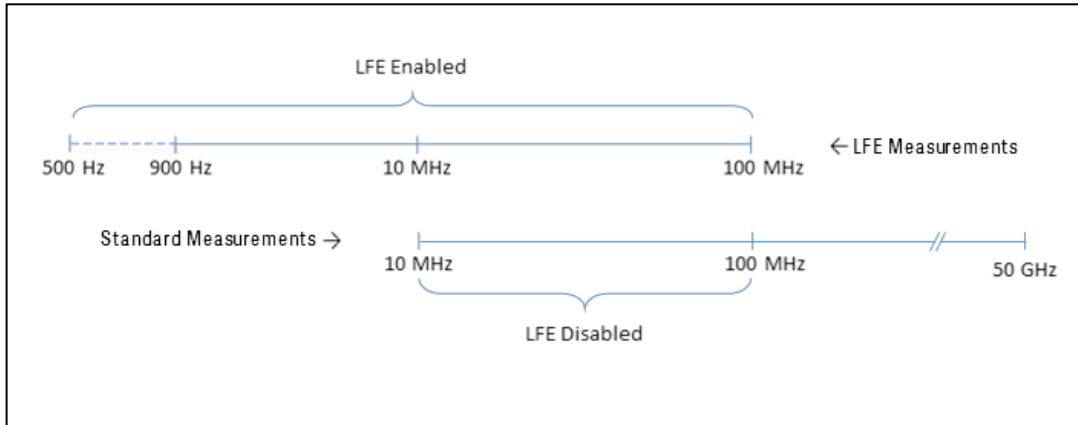 LFE Enabled
500 Hz 900 Hz 10 MHz 100 MHz ← LFE Measurements
Standard Measurements →
10 MHz 100 MHz 50 GHz
LFE Disabled